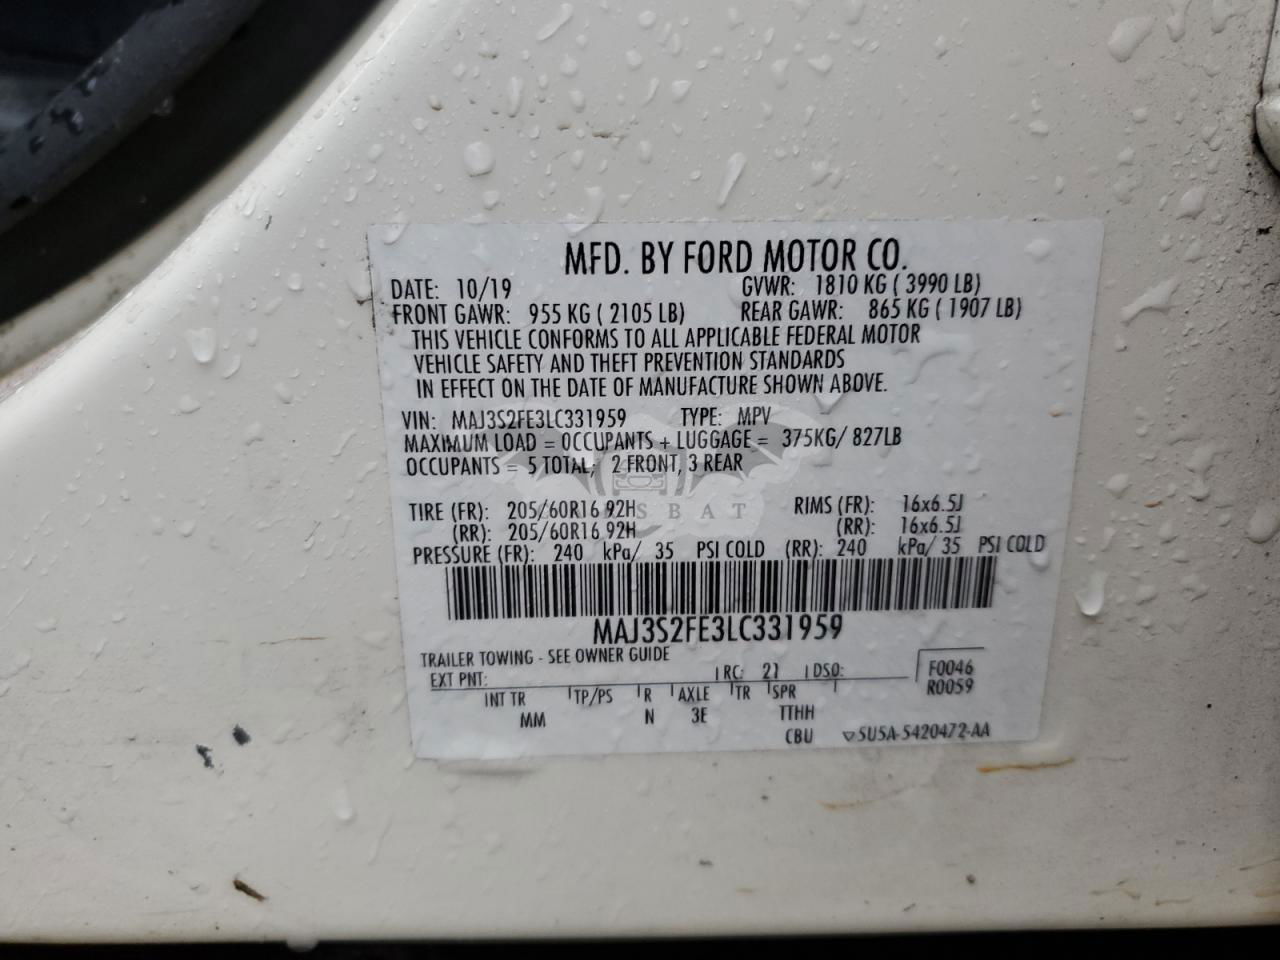 MFD. BY FORD MOTOR CO.
DATE: 10/19 GVWR: 1810 KG ( 3990 LB)
FRONT GAWR: 955 KG ( 2105 LB) REAR GAWR: 865 KG ( 1907 LB)
THIS VEHICLE CONFORMS TO ALL APPLICABLE FEDERAL MOTOR
VEHICLE SAFETY AND THEFT PREVENTION STANDARDS
IN EFFECT ON THE DATE OF MANUFACTURE SHOWN ABOVE.
VIN: MAJ3S2FE3LC331959 TYPE: MPV
MAXIMUM LOAD = OCCUPANTS + LUGGAGE = 375KG/ 827LB
OCCUPANTS = 5 TOTAL; 2 FRONT, 3 REAR
TIRE (FR): 205/60R16 92H RIMS (FR): 16x6.5J
(RR): 205/60R16 92H (RR): 16x6.5J
PRESSURE (FR): 240 kPa/ 35 PSI COLD (RR): 240 kPa/ 35 PSI COLD
MAJ3S2FE3LC331959
TRAILER TOWING - SEE OWNER GUIDE
EXT PNT: RC: 21 DSO: F0046
R0059
INT TR TP/PS R AXLE TR SPR
MM N 3E TTHH
CBU 5U5A-5420472-AA